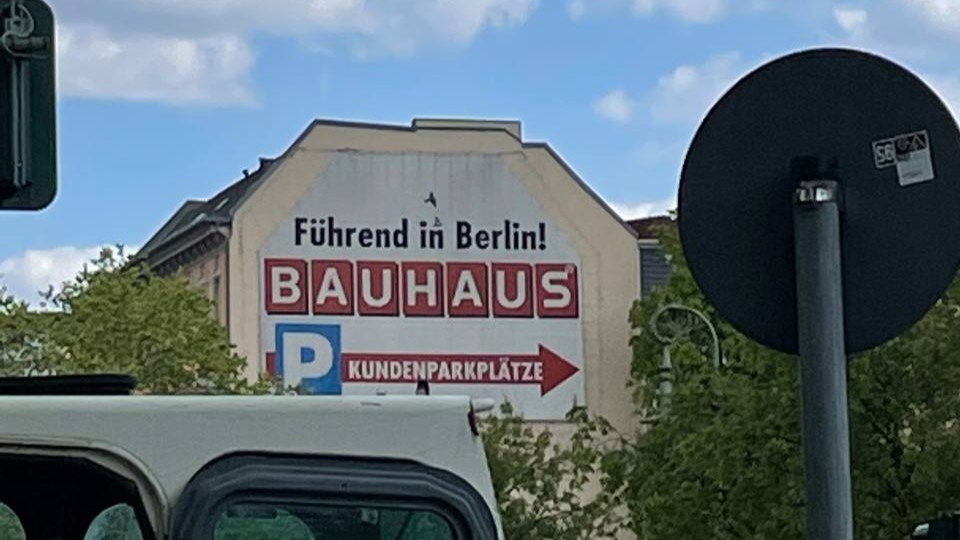 Führend in Berlin!
BAUHAUS®
P KUNDENPARKPLÄTZE